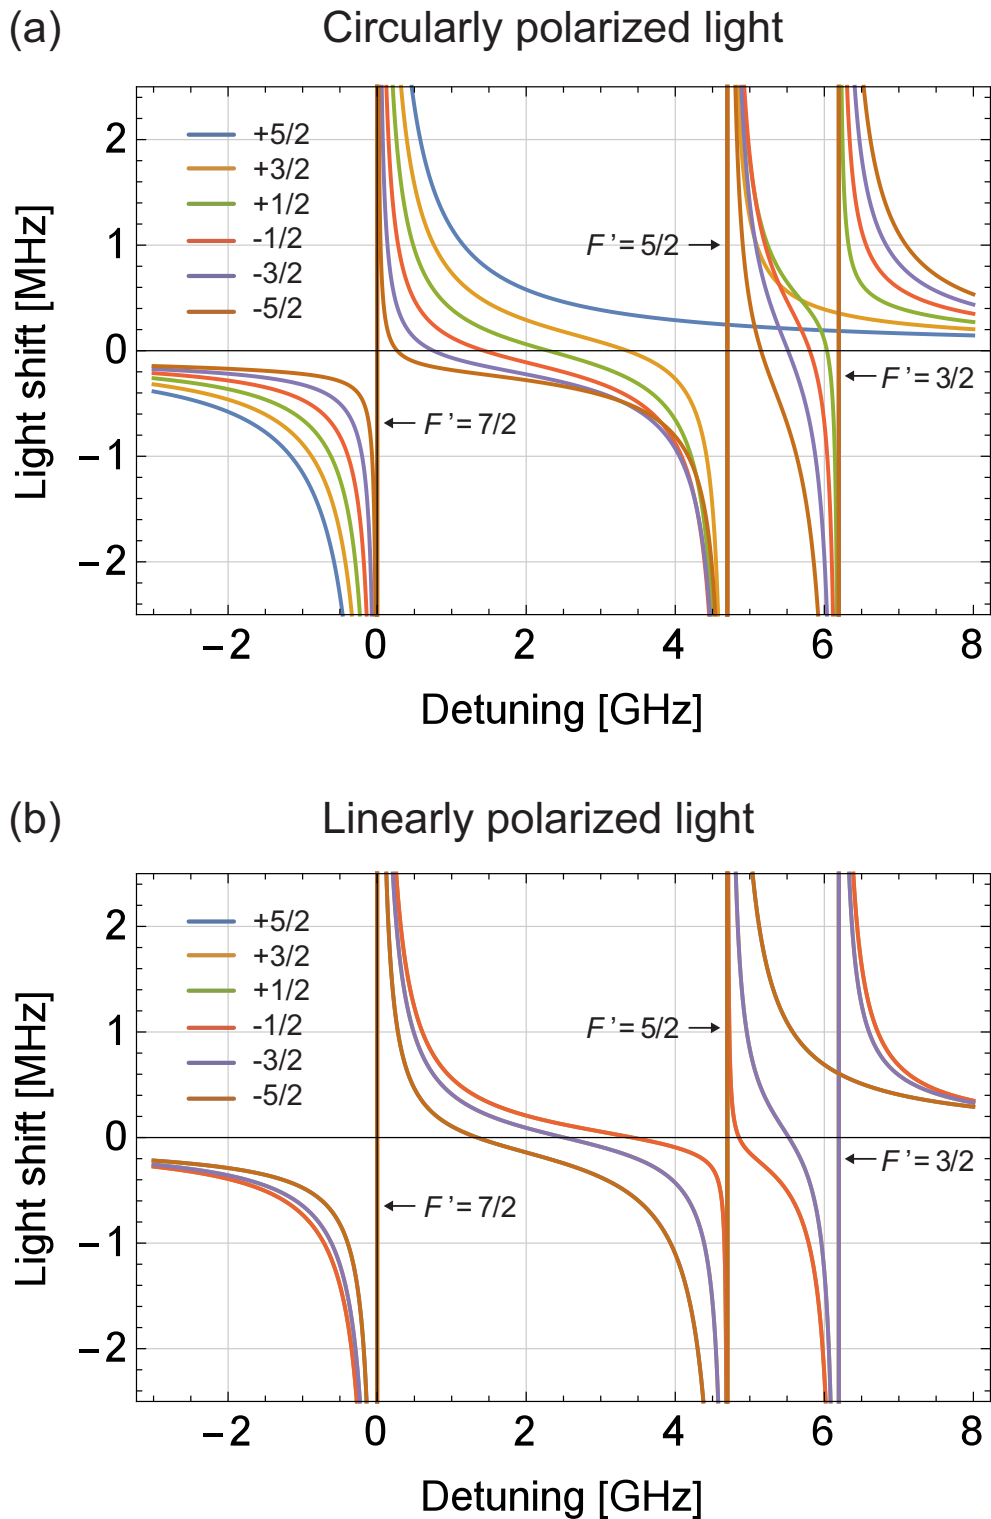 (a)
Circularly polarized light
Light shift [MHz]
2
1
0
−1
−2
+5/2
+3/2
+1/2
-1/2
-3/2
-5/2
F '= 5/2
F '= 3/2
F '= 7/2
−2
0
2
4
6
8
Detuning [GHz]
(b)
Linearly polarized light
Light shift [MHz]
2
1
0
−1
−2
+5/2
+3/2
+1/2
-1/2
-3/2
-5/2
F '= 5/2
F '= 3/2
F '= 7/2
−2
0
2
4
6
8
Detuning [GHz]